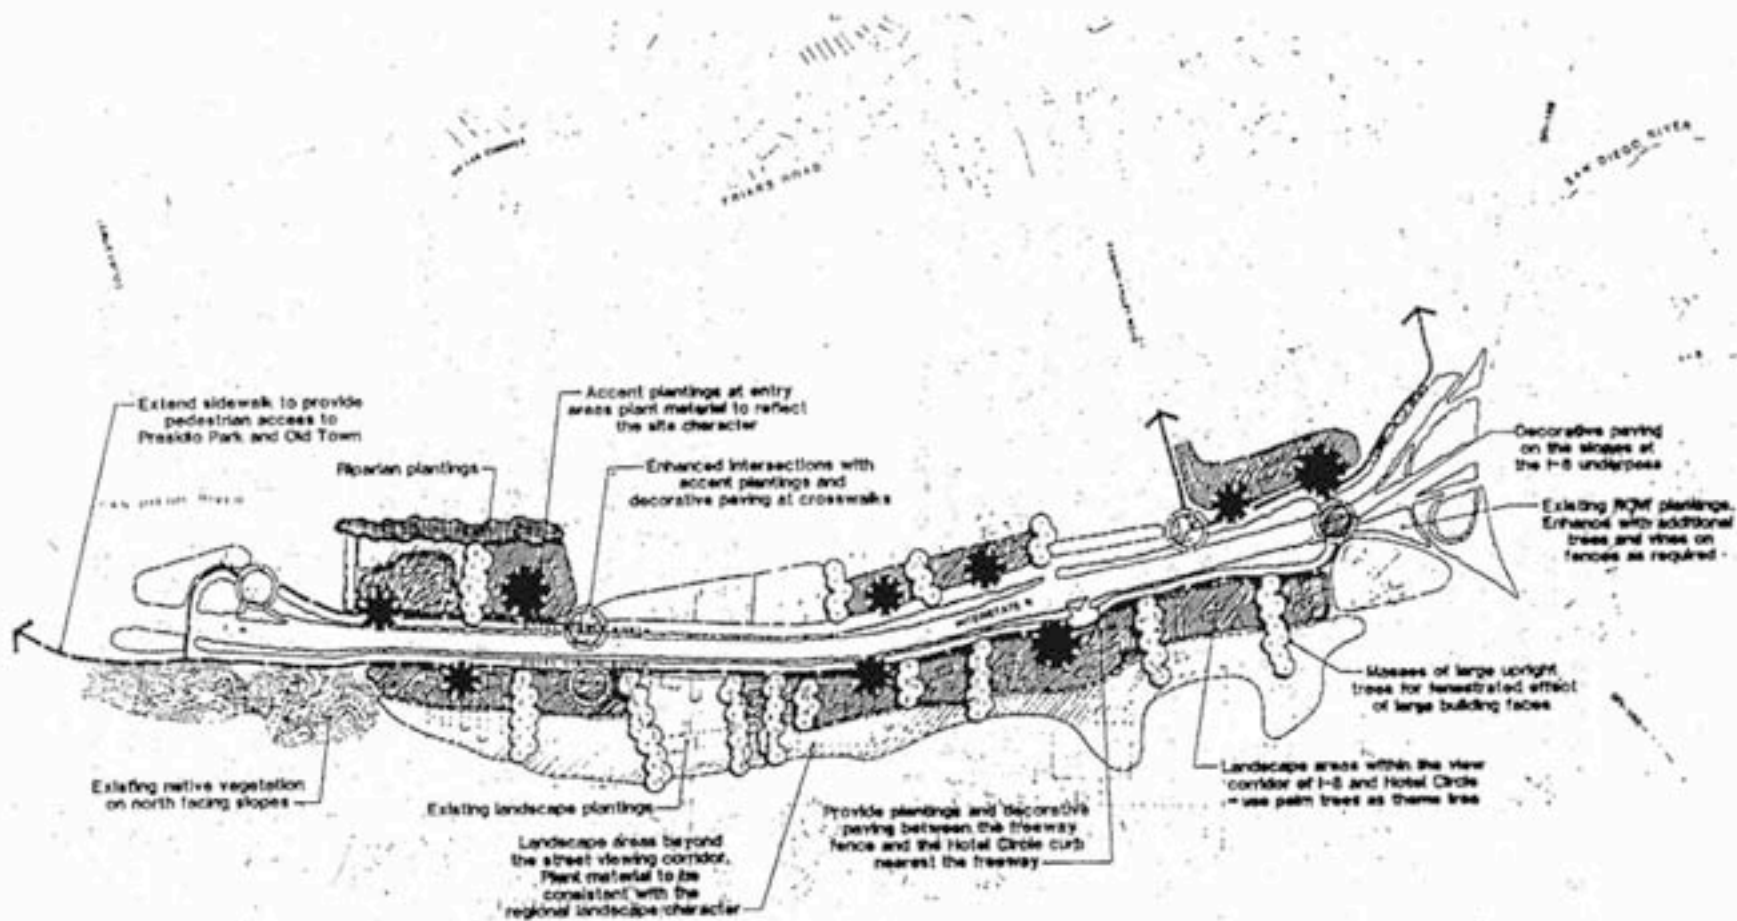 FRIARS ROAD
SAN DIEGO RIVER
Extend sidewalk to provide
pedestrian access to
Presidio Park and Old Town
Accent plantings at entry
areas plant material to reflect
the site character
Riparian plantings
Enhanced intersections with
accent plantings and
decorative paving at crosswalks
Decorative paving
on the slopes at
the I-8 underpass
Existing ROW plantings.
Enhance with additional
trees and vines on
fences as required
INTERSTATE 8
Masses of large upright
trees for fenestrated effect
of large building faces
Existing native vegetation
on north facing slopes
Existing landscape plantings
Landscape areas within the view
corridor of I-8 and Hotel Circle
- use palm trees as theme tree
Provide plantings and decorative
paving between the freeway
fence and the Hotel Circle curb
nearest the freeway
Landscape areas beyond
the street viewing corridor.
Plant material to be
consistent with the
regional landscape character